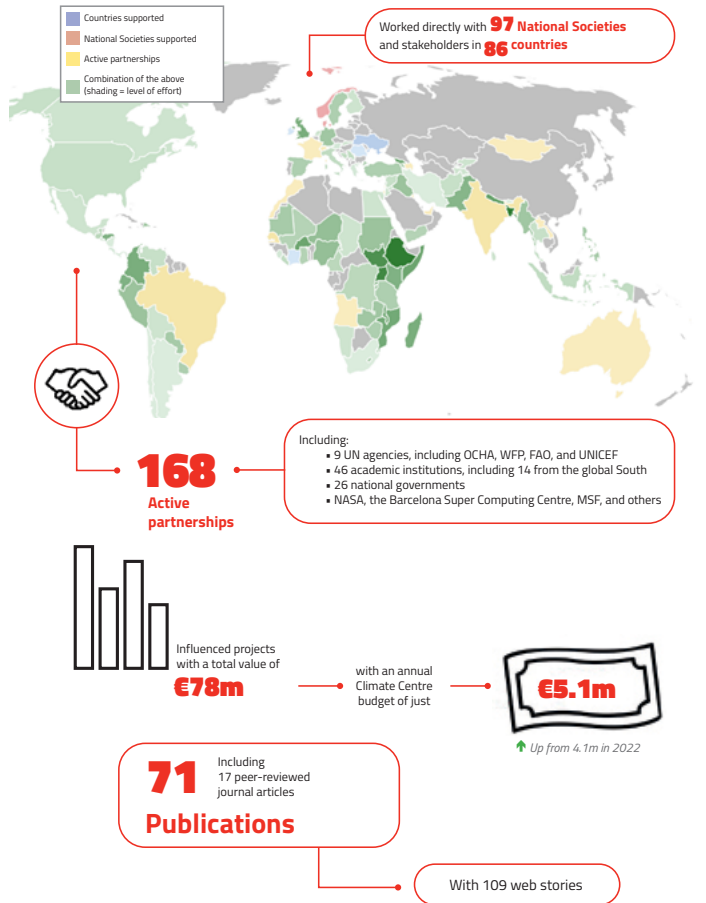 Countries supported
National Societies supported
Active partnerships
Combination of the above
(shading = level of effort)
Worked directly with 97 National Societies
and stakeholders in 86 countries
168
Active
partnerships
Including:
▪ 9 UN agencies, including OCHA, WFP, FAO, and UNICEF
▪ 46 academic institutions, including 14 from the global South
▪ 26 national governments
▪ NASA, the Barcelona Super Computing Centre, MSF, and others
Influenced projects
with a total value of
€78m
with an annual
Climate Centre
budget of just
€5.1m
Up from 4.1m in 2022
71
Including
17 peer-reviewed
journal articles
Publications
With 109 web stories